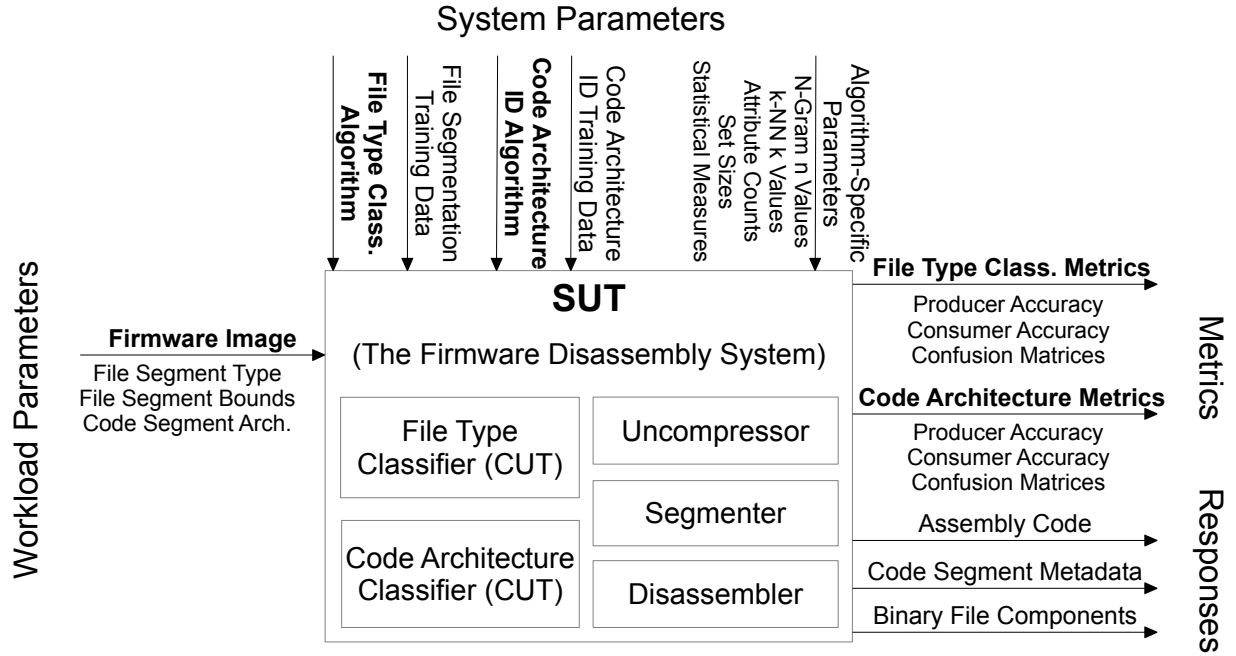 System Parameters
File Type Class.
Algorithm
File Segmentation
Training Data
Code Architecture
ID Algorithm
Code Architecture
ID Training Data
Algorithm-Specific
Parameters
N-Gram n Values
k-NN k Values
Attribute Counts
Set Sizes
Statistical Measures
Workload Parameters
Firmware Image
File Segment Type
File Segment Bounds
Code Segment Arch.
SUT
(The Firmware Disassembly System)
File Type
Classifier (CUT)
Code Architecture
Classifier (CUT)
Uncompressor
Segmenter
Disassembler
File Type Class. Metrics
Producer Accuracy
Consumer Accuracy
Confusion Matrices
Code Architecture Metrics
Producer Accuracy
Consumer Accuracy
Confusion Matrices
Assembly Code
Code Segment Metadata
Binary File Components
Metrics
Responses